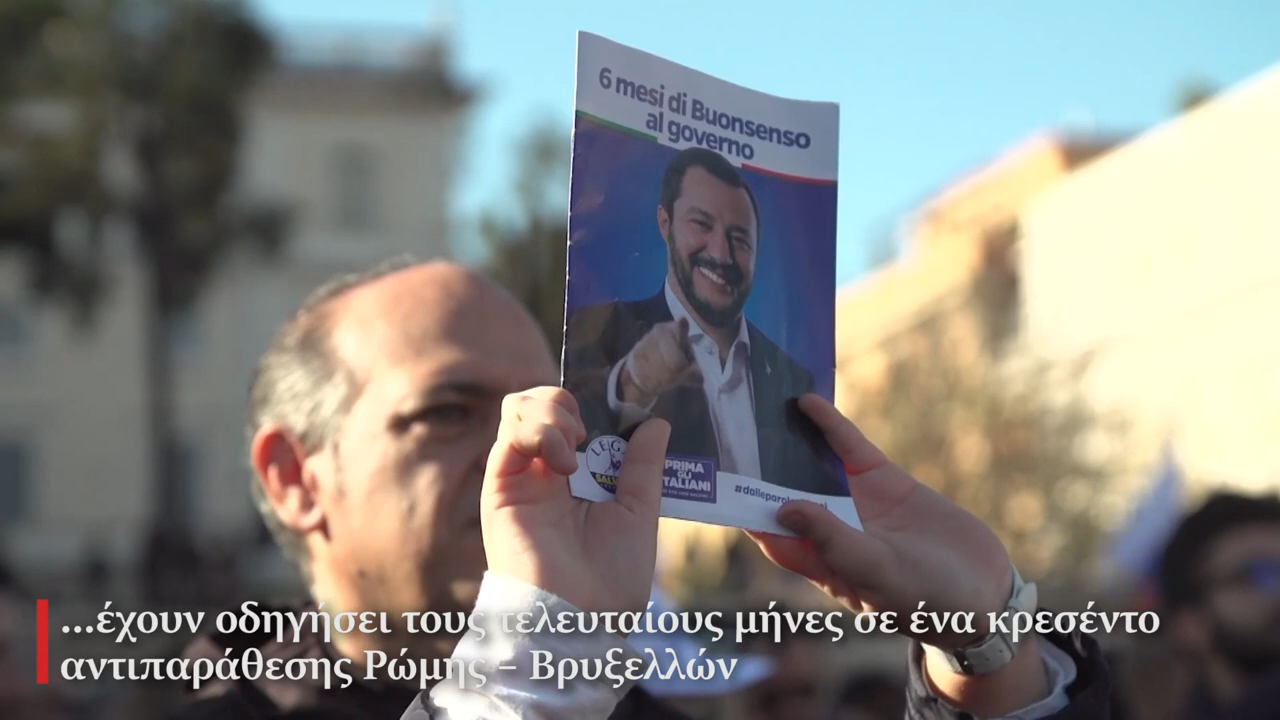 6 mesi di Buonsenso
al governo
LEGA
PRIMA
GLI
ITALIANI
...έχουν οδηγήσει τους τελευταίους μήνες σε ένα κρεσέντο
αντιπαράθεσης Ρώμης – Βρυξελλών